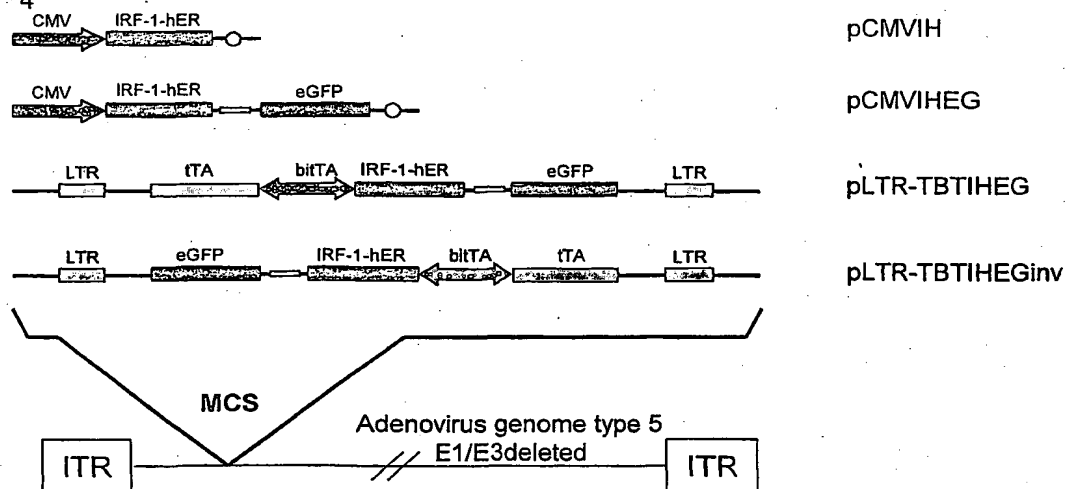 4
CMV IRF-1-hER
pCMVIH
CMV IRF-1-hER eGFP
pCMVIHEG
LTR tTA bitTA IRF-1-hER eGFP LTR
pLTR-TBTIHEG
LTR eGFP IRF-1-hER bitTA tTA LTR
pLTR-TBTIHEGinv
MCS
Adenovirus genome type 5
E1/E3deleted
ITR ITR